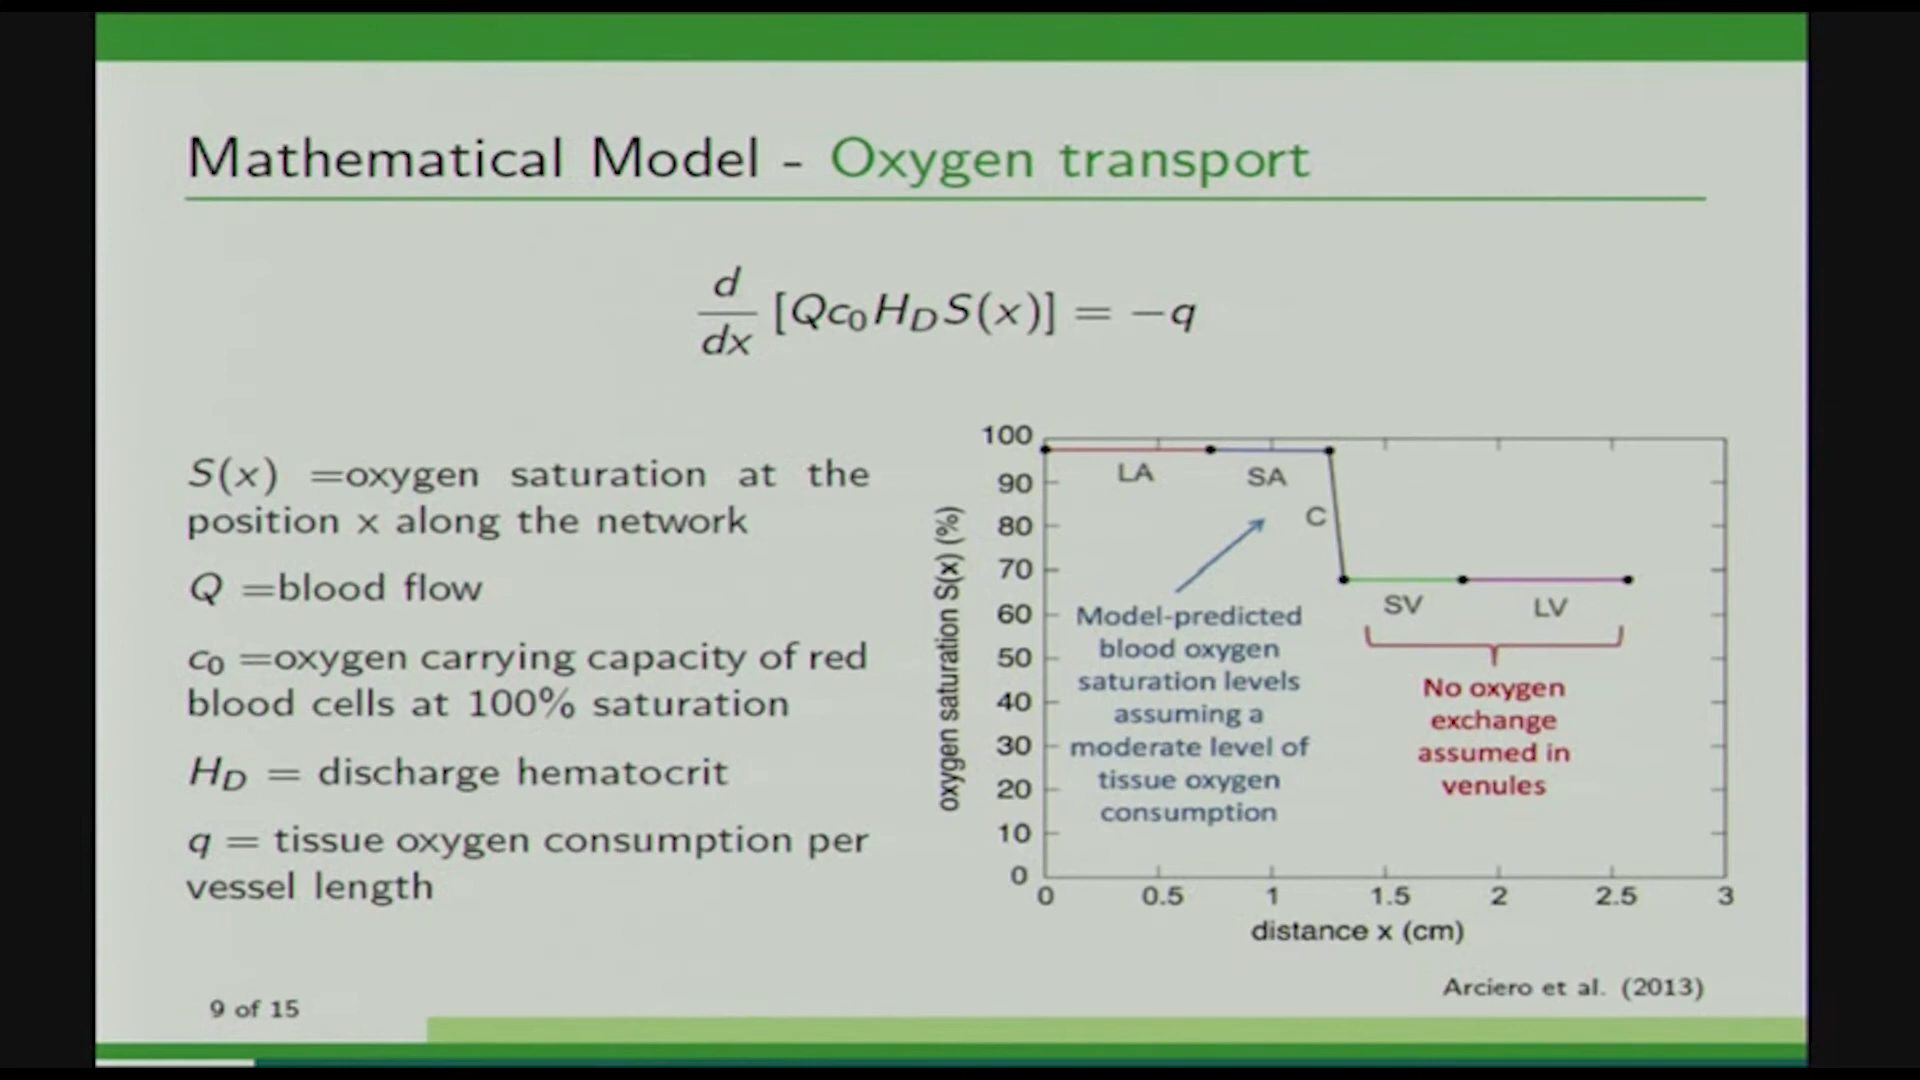 Mathematical Model - Oxygen transport
d/dx [Qc₀H_D S(x)] = −q
S(x) =oxygen saturation at the
position x along the network
Q =blood flow
c₀ =oxygen carrying capacity of red
blood cells at 100% saturation
H_D = discharge hematocrit
q = tissue oxygen consumption per
vessel length
oxygen saturation S(x) (%)
100
90
80
70
60
50
40
30
20
10
0
LA
SA
C
SV
LV
Model-predicted
blood oxygen
saturation levels
assuming a
moderate level of
tissue oxygen
consumption
No oxygen
exchange
assumed in
venules
0 0.5 1 1.5 2 2.5 3
distance x (cm)
Arciero et al. (2013)
9 of 15